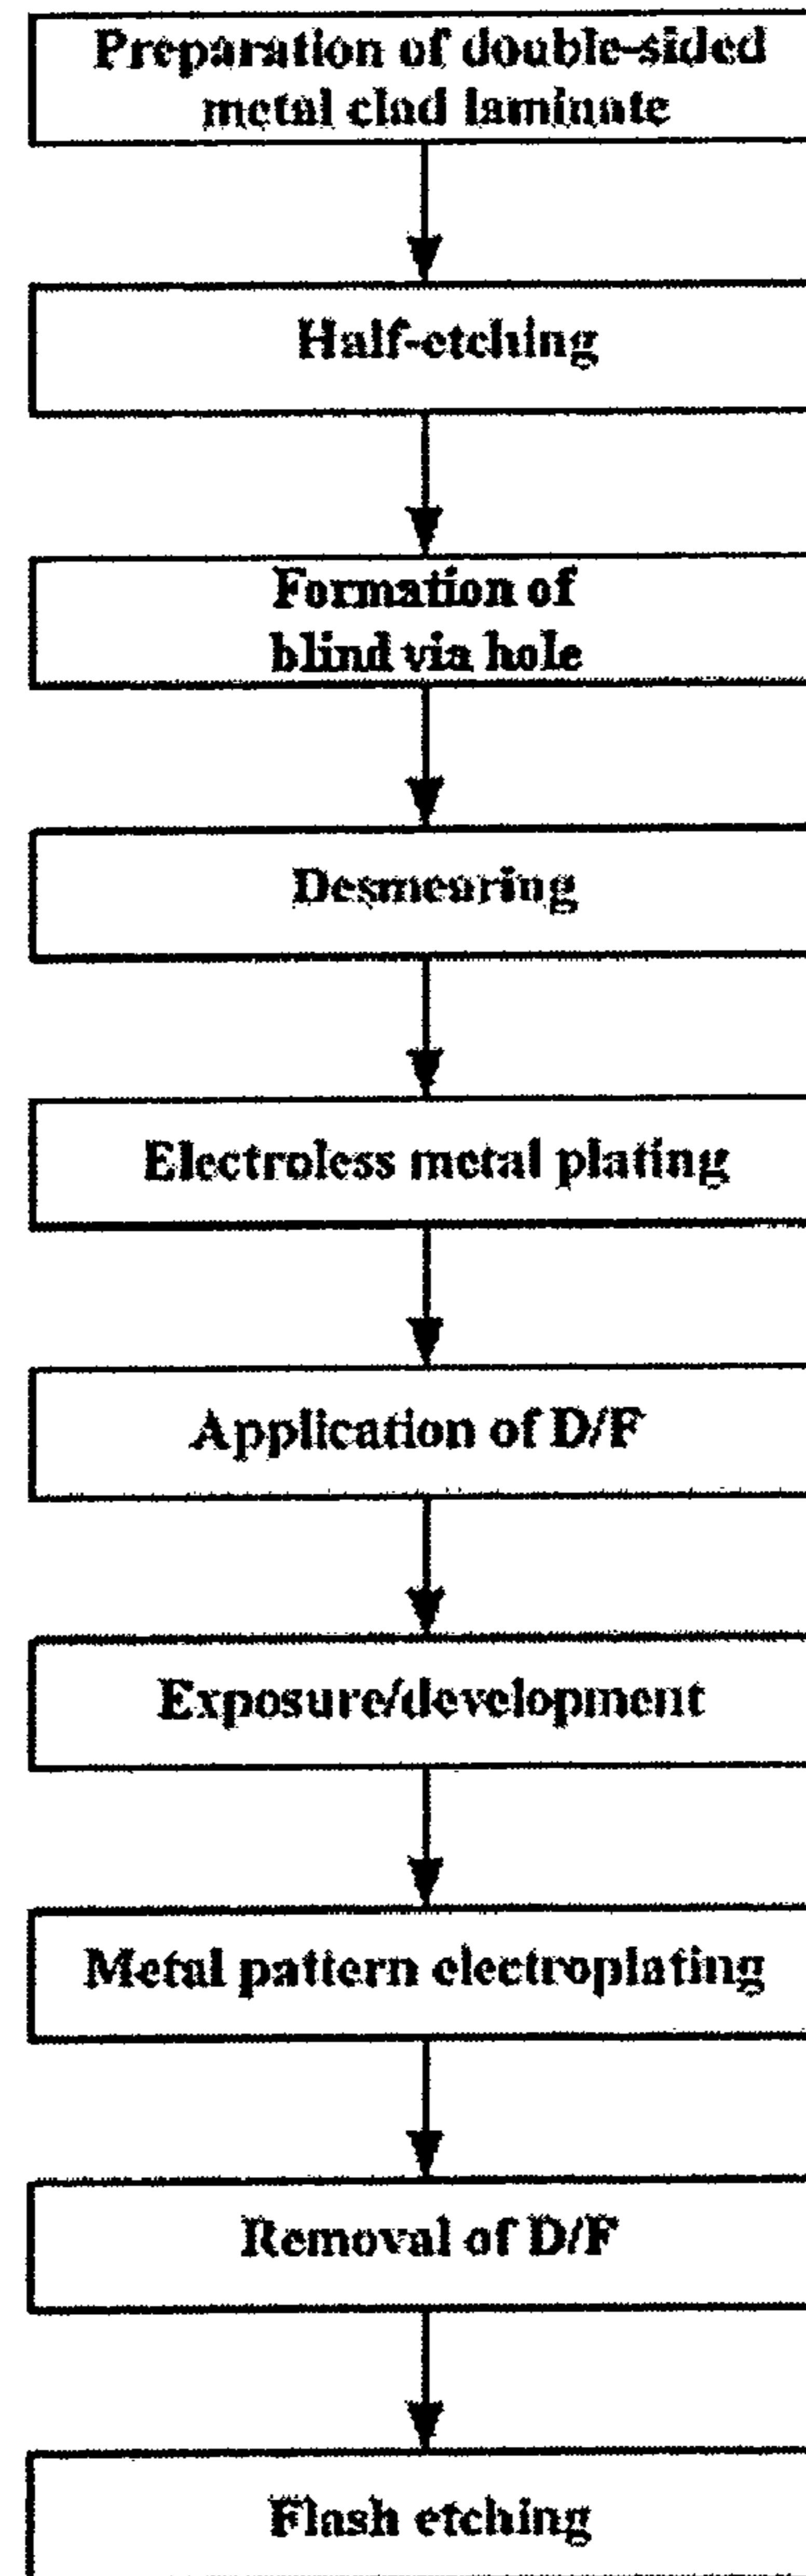 Preparation of double-sided
metal clad laminate
Half-etching
Formation of
blind via hole
Desmearing
Electroless metal plating
Application of D/F
Exposure/development
Metal pattern electroplating
Removal of D/F
Flash etching